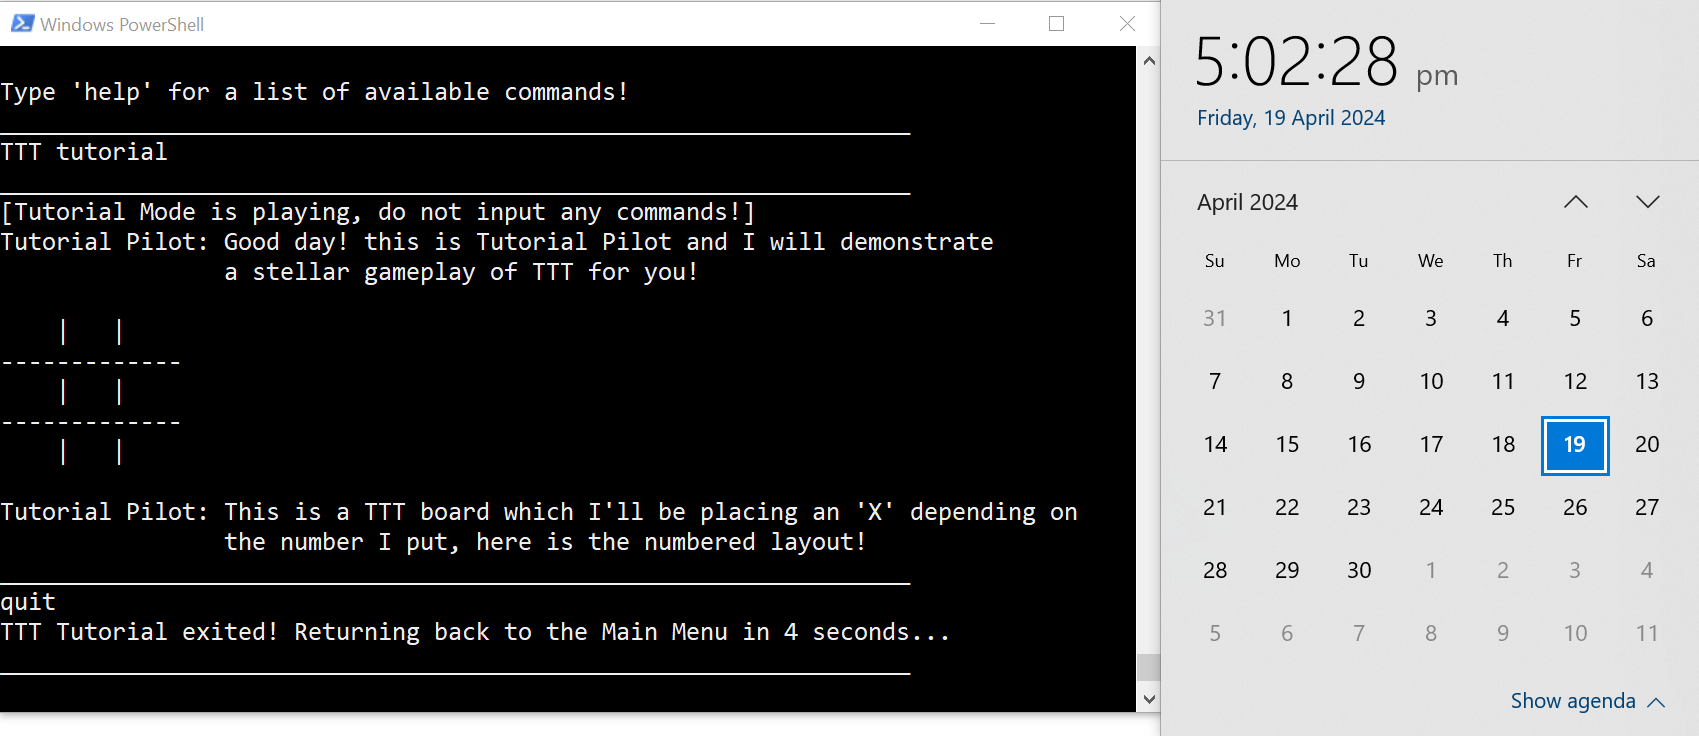 Windows PowerShell
Type 'help' for a list of available commands!
_________________________________________________________________
TTT tutorial
_________________________________________________________________
[Tutorial Mode is playing, do not input any commands!]
Tutorial Pilot: Good day! this is Tutorial Pilot and I will demonstrate
                a stellar gameplay of TTT for you!
    |   |
-------------
    |   |
-------------
    |   |
Tutorial Pilot: This is a TTT board which I'll be placing an 'X' depending on
                the number I put, here is the numbered layout!
_________________________________________________________________
quit
TTT Tutorial exited! Returning back to the Main Menu in 4 seconds...
_________________________________________________________________
5:02:28 pm
Friday, 19 April 2024
April 2024
Su Mo Tu We Th Fr Sa
31 1 2 3 4 5 6
7 8 9 10 11 12 13
14 15 16 17 18 19 20
21 22 23 24 25 26 27
28 29 30 1 2 3 4
5 6 7 8 9 10 11
Show agenda